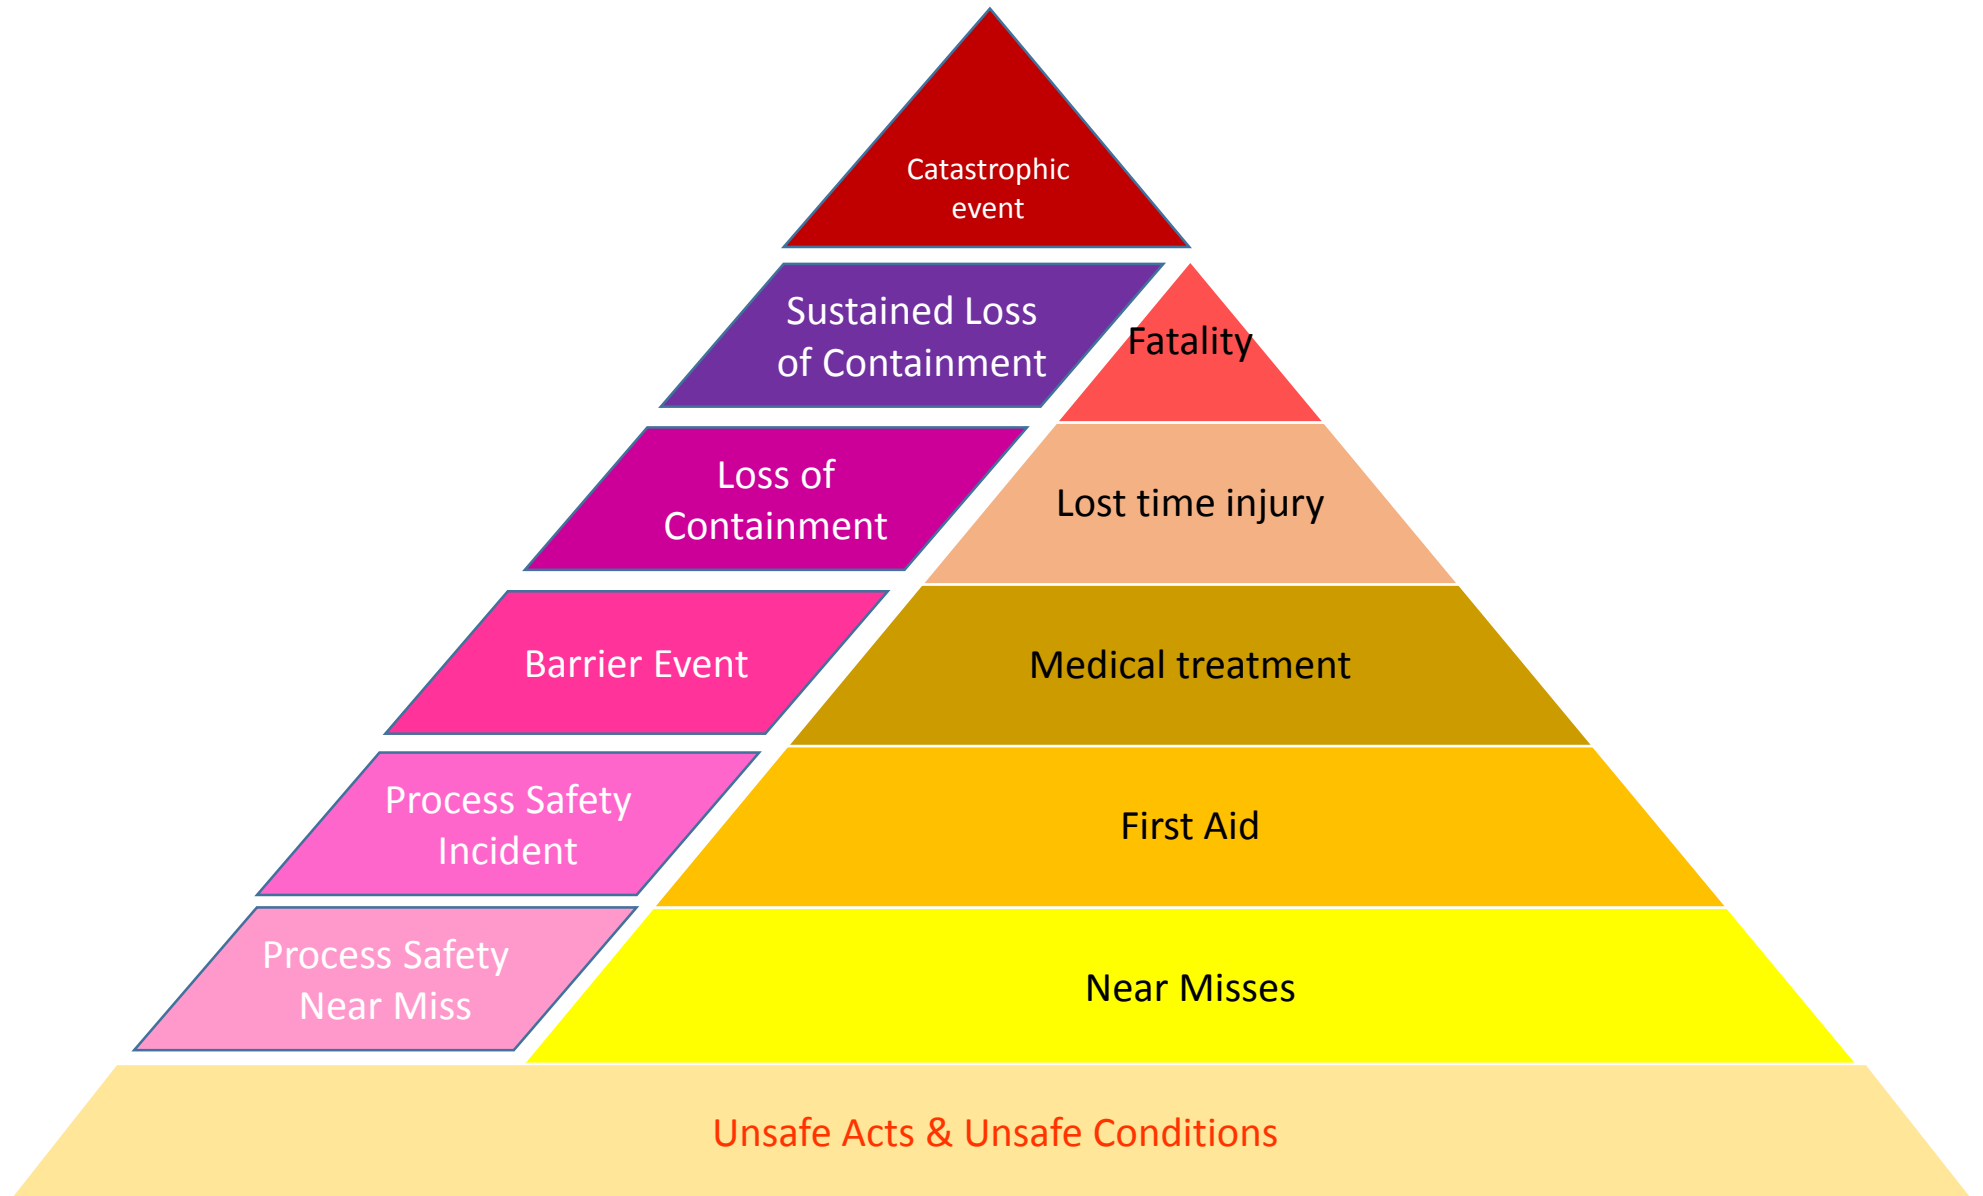 Catastrophic
event
Sustained Loss
of Containment
Fatality
Loss of
Containment
Lost time injury
Barrier Event
Medical treatment
Process Safety
Incident
First Aid
Process Safety
Near Miss
Near Misses
Unsafe Acts & Unsafe Conditions